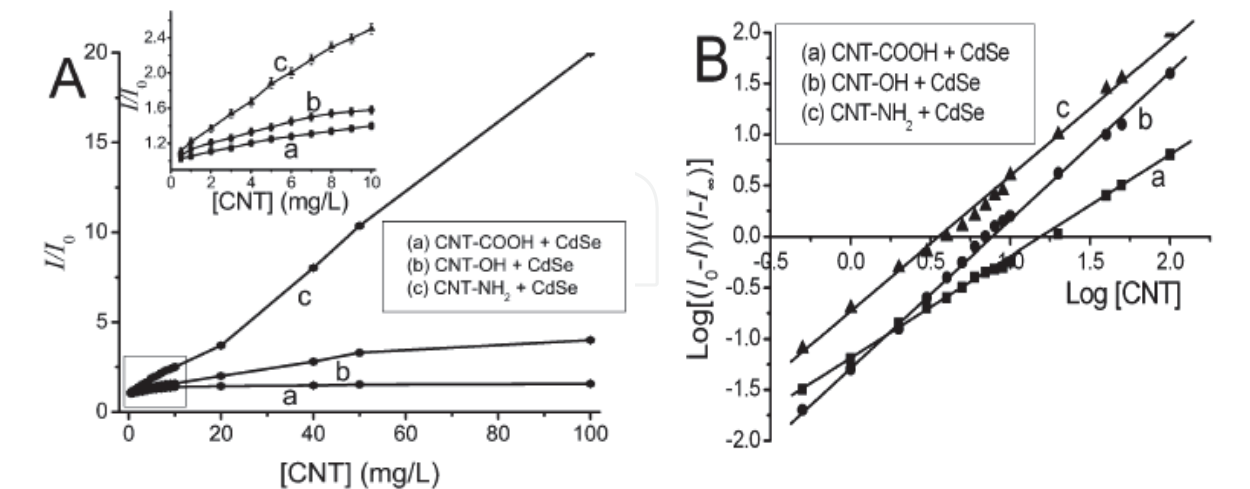 A
I/I0
20
15
10
5
0
0
20
40
60
80
100
[CNT] (mg/L)
a
b
c
(a) CNT-COOH + CdSe
(b) CNT-OH + CdSe
(c) CNT-NH2 + CdSe
I/I0
2.4
2.0
1.6
1.2
0
2
4
6
8
10
[CNT] (mg/L)
c
b
a
B
Log[(I0-I)/(I-I∞)]
2.0
1.5
1.0
0.5
0.0
-0.5
-1.0
-1.5
-2.0
0.0
0.5
1.0
1.5
2.0
Log [CNT]
(a) CNT-COOH + CdSe
(b) CNT-OH + CdSe
(c) CNT-NH2 + CdSe
c
b
a